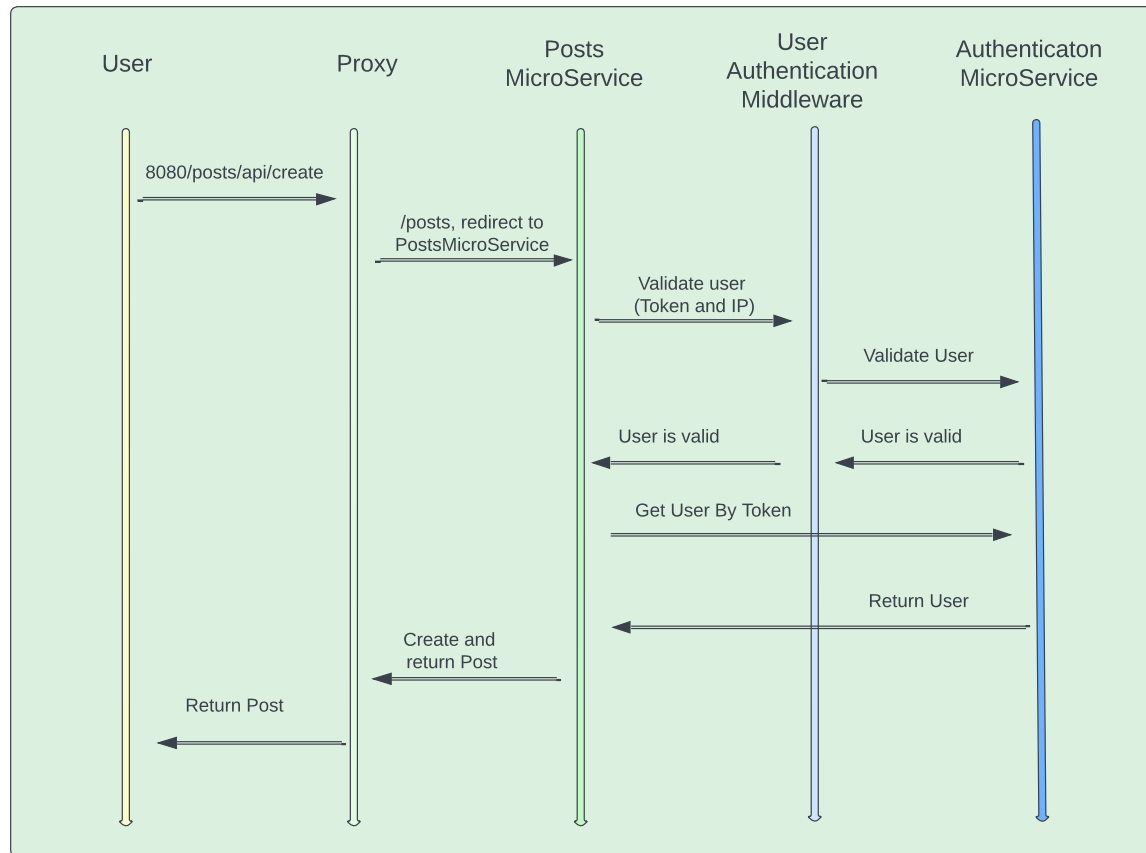 User
Proxy
Posts
MicroService
User
Authentication
Middleware
Authenticaton
MicroService
8080/posts/api/create
/posts, redirect to
PostsMicroService
Validate user
(Token and IP)
Validate User
User is valid
User is valid
Get User By Token
Return User
Create and
return Post
Return Post